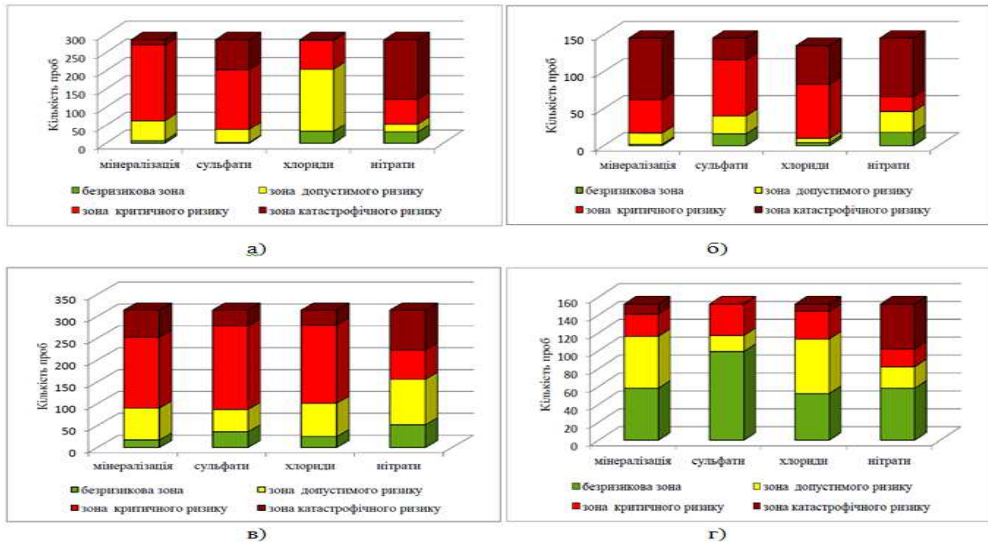 Кількість проб
300
250
200
150
100
50
0
мінералізація сульфати хлориди нітрати
безризикова зона зона допустимого ризику
зона критичного ризику зона катастрофічного ризику
а)
Кількість проб
150
100
50
0
мінералізація сульфати хлориди нітрати
безризикова зона зона допустимого ризику
зона критичного ризику зона катастрофічного ризику
б)
Кількість проб
350
300
250
200
150
100
50
0
мінералізація сульфати хлориди нітрати
безризикова зона зона допустимого ризику
зона критичного ризику зона катастрофічного ризику
в)
Кількість проб
160
140
120
100
80
60
40
20
0
мінералізація сульфати хлориди нітрати
безризикова зона зона допустимого ризику
зона критичного ризику зона катастрофічного ризику
г)